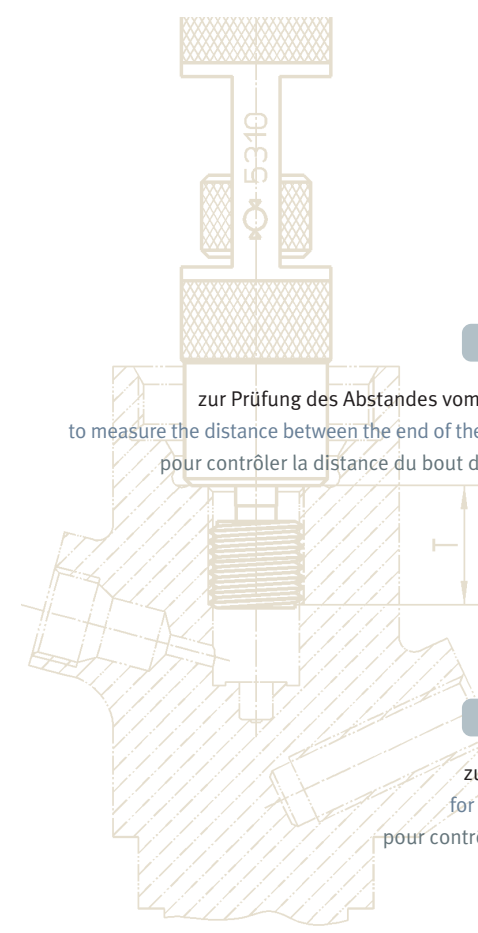 5310
zur Prüfung des Abstandes vom
to measure the distance between the end of the
pour contrôler la distance du bout d
T
zu
for
pour contrô